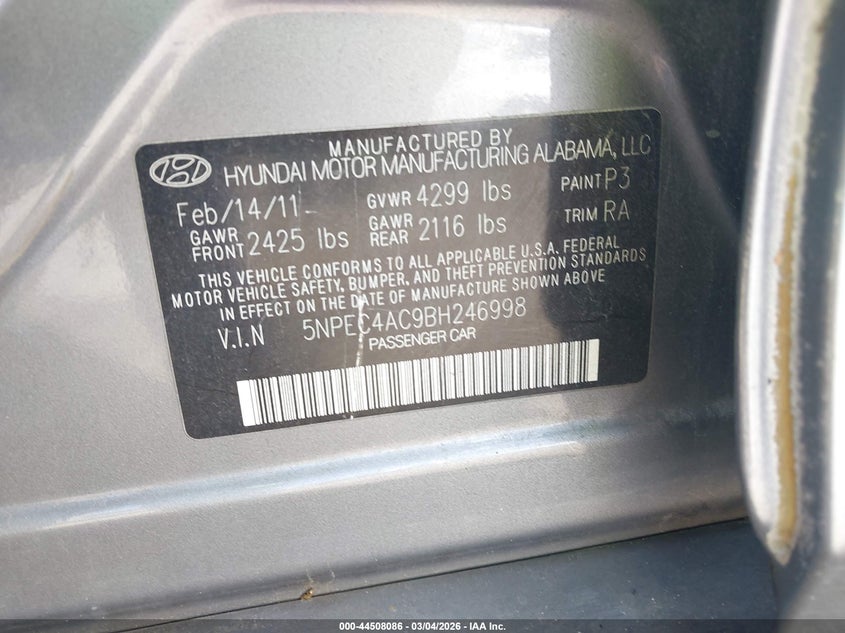 MANUFACTURED BY
HYUNDAI MOTOR MANUFACTURING ALABAMA, LLC
Feb/14/11 GVWR 4299 lbs PAINT P3
GAWR FRONT 2425 lbs GAWR REAR 2116 lbs TRIM RA
THIS VEHICLE CONFORMS TO ALL APPLICABLE U.S.A. FEDERAL
MOTOR VEHICLE SAFETY, BUMPER, AND THEFT PREVENTION STANDARDS
IN EFFECT ON THE DATE OF MANUFACTURE SHOWN ABOVE
V.I.N 5NPEC4AC9BH246998
PASSENGER CAR
000-44508086 - 03/04/2026 - IAA Inc.